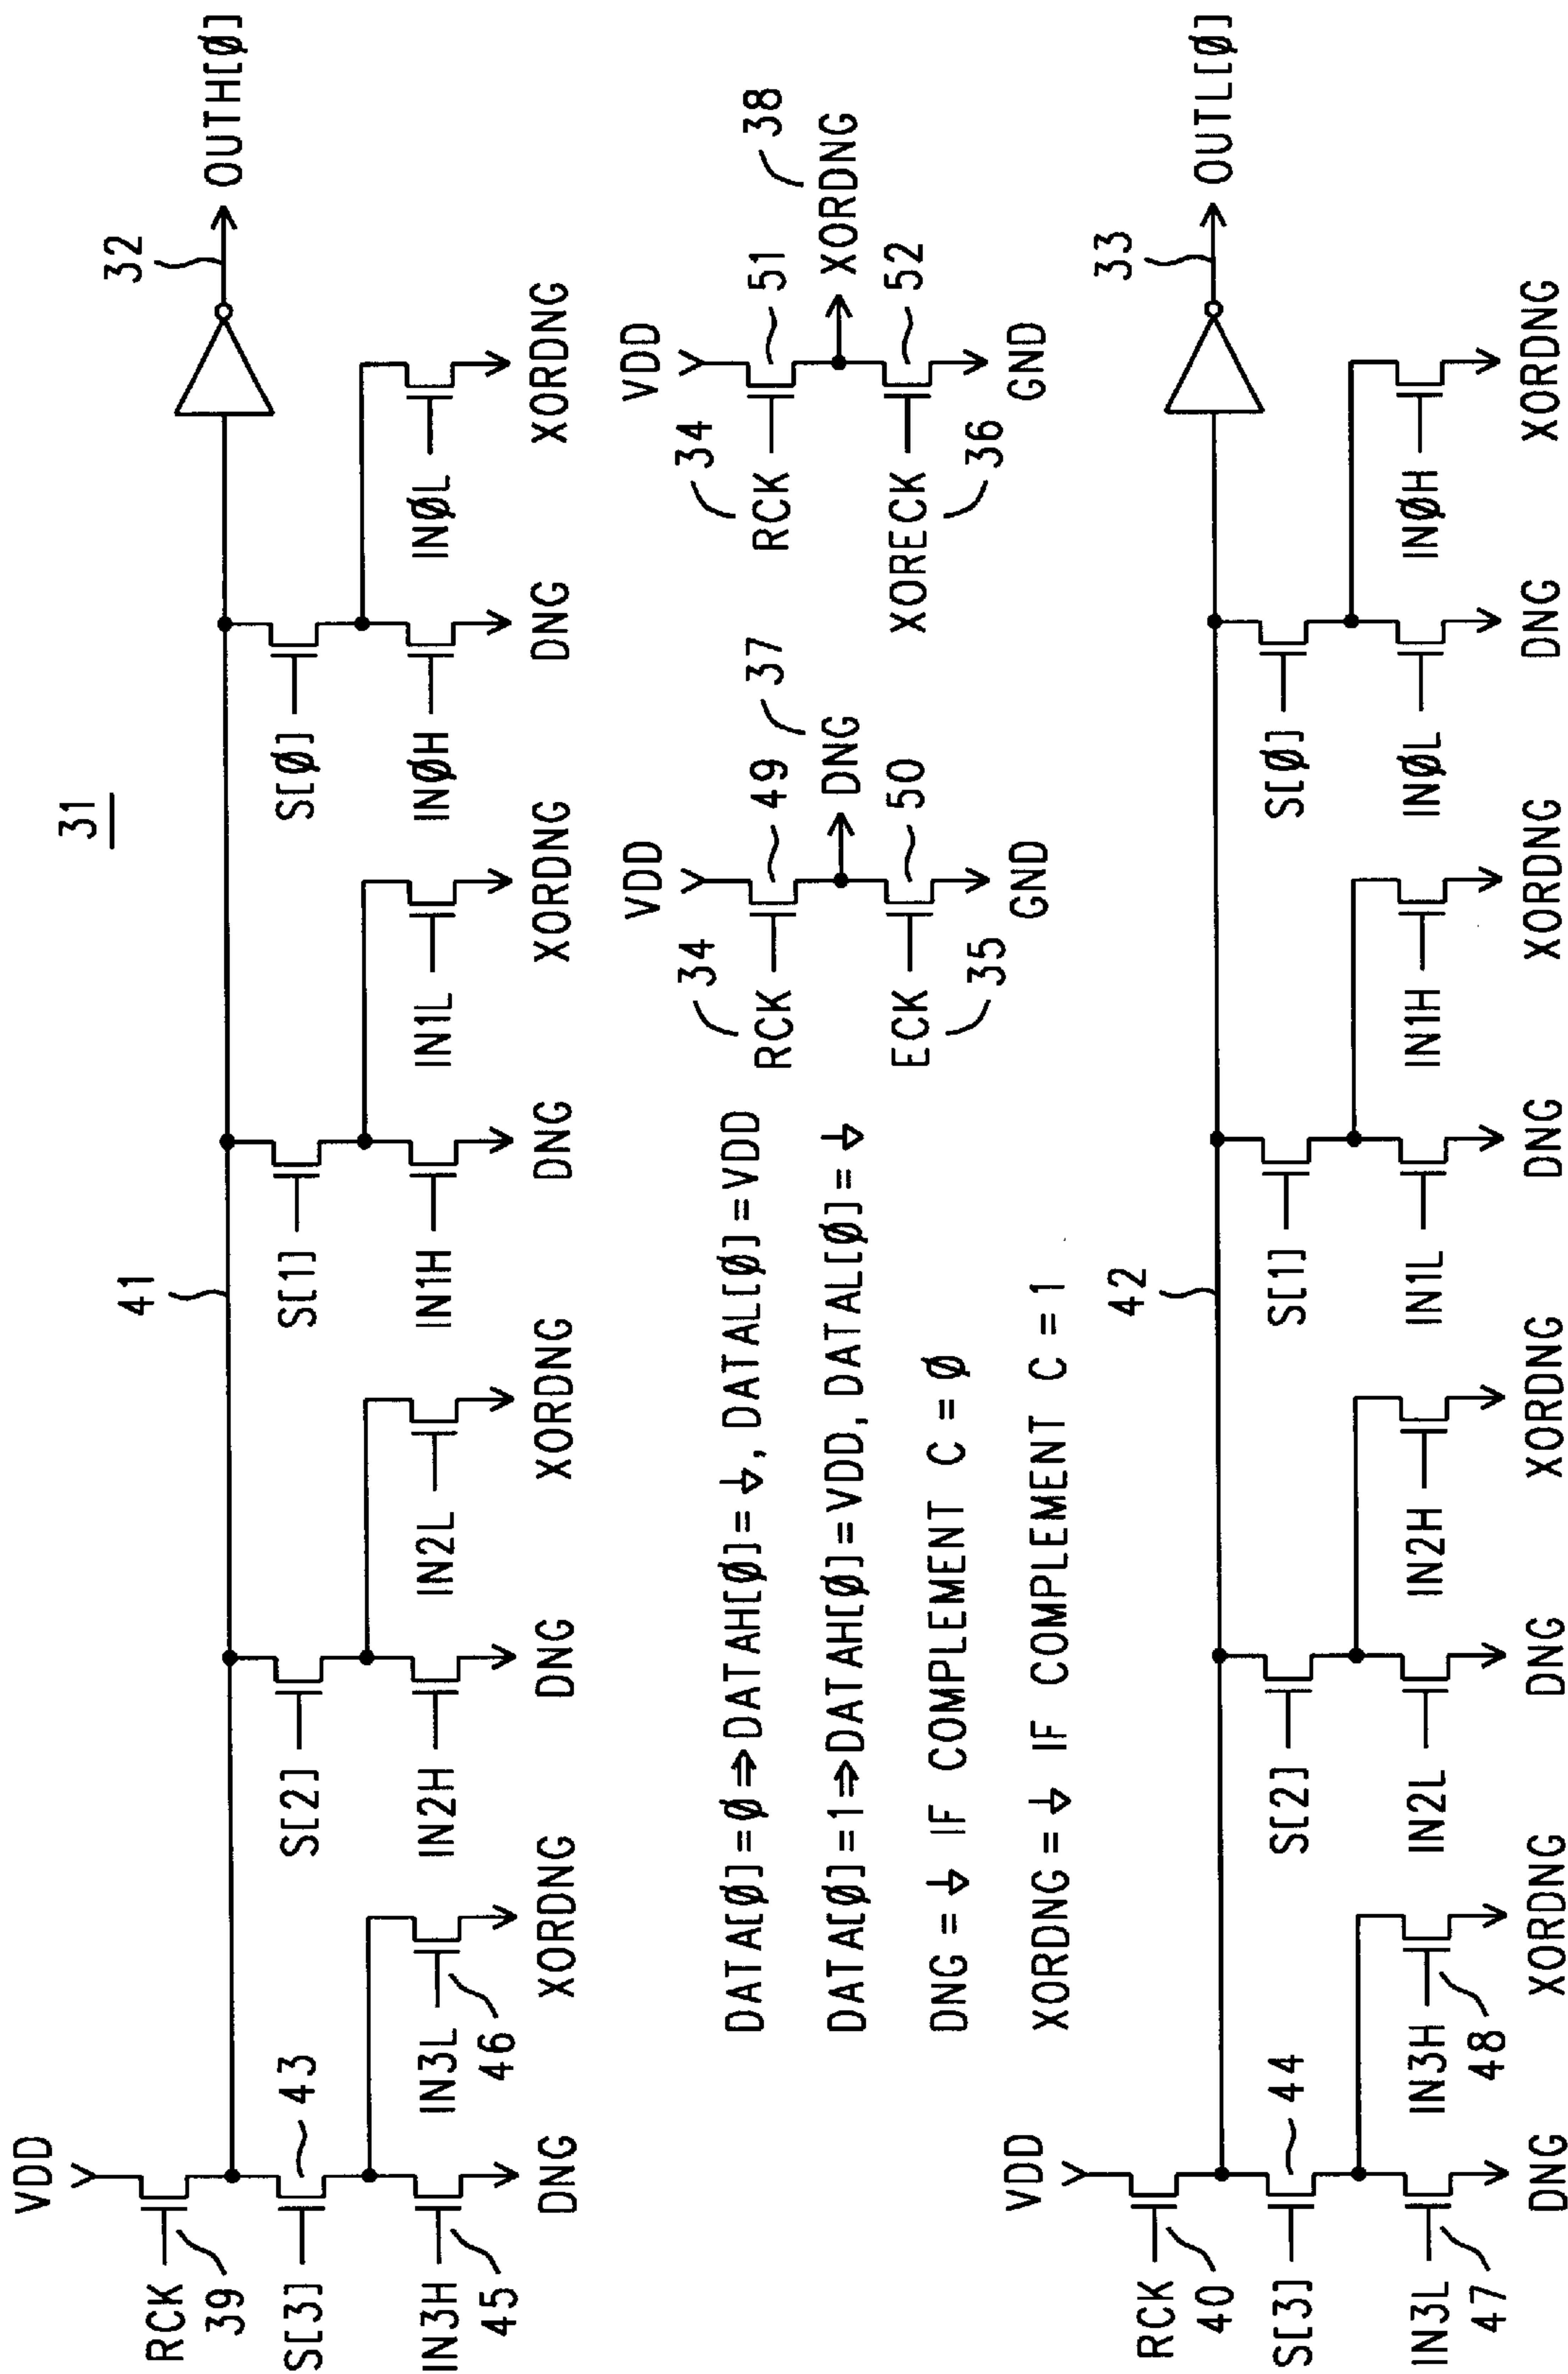 31
VDD
RCK
39
S[3]
43
IN3H
45
DNG
IN3L
46
XORDNG
41
S[2]
IN2H
DNG
IN2L
XORDNG
S[1]
IN1H
DNG
IN1L
XORDNG
S[Ø]
INØH
DNG
INØL
XORDNG
32
OUTH[Ø]
DATA[Ø]=Ø⇒DATAH[Ø]=⏚, DATAL[Ø]=VDD
DATA[Ø]=1⇒DATAH[Ø]=VDD, DATAL[Ø]=⏚
DNG=⏚ IF COMPLEMENT C=Ø
XORDNG=⏚ IF COMPLEMENT C=1
VDD
34
RCK
49
37
DNG
ECK
35
50
GND
VDD
34
RCK
51
38
XORDNG
XORECK
36
52
GND
VDD
RCK
40
S[3]
44
IN3L
47
DNG
IN3H
48
XORDNG
42
S[2]
IN2L
DNG
IN2H
XORDNG
S[1]
IN1L
DNG
IN1H
XORDNG
S[Ø]
INØL
DNG
INØH
XORDNG
33
OUTL[Ø]